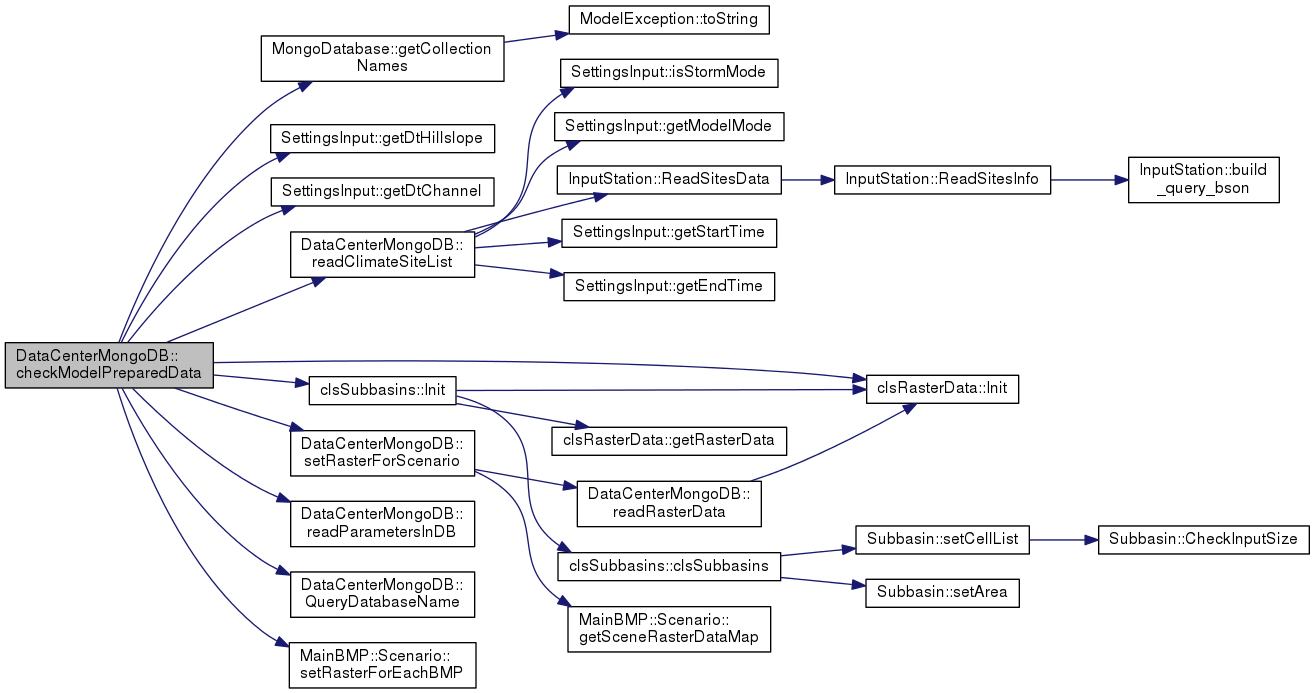 DataCenterMongoDB::
checkModelPreparedData
MongoDatabase::getCollection
Names
ModelException::toString
SettingsInput::getDtHillslope
SettingsInput::getDtChannel
DataCenterMongoDB::
readClimateSiteList
SettingsInput::isStormMode
SettingsInput::getModelMode
InputStation::ReadSitesData
InputStation::ReadSitesInfo
InputStation::build
_query_bson
SettingsInput::getStartTime
SettingsInput::getEndTime
clsSubbasins::Init
clsRasterData::Init
clsRasterData::getRasterData
DataCenterMongoDB::
setRasterForScenario
DataCenterMongoDB::
readRasterData
DataCenterMongoDB::
readParametersInDB
clsSubbasins::clsSubbasins
Subbasin::setCellList
Subbasin::CheckInputSize
Subbasin::setArea
DataCenterMongoDB::
QueryDatabaseName
MainBMP::Scenario::
getSceneRasterDataMap
MainBMP::Scenario::
setRasterForEachBMP